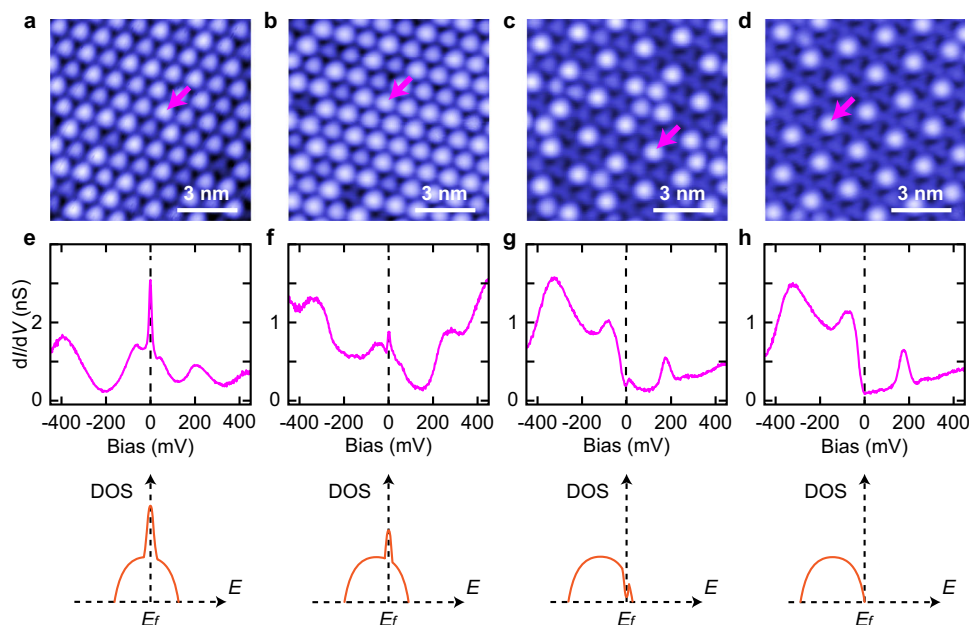 a b c d
3 nm 3 nm 3 nm 3 nm
e f g h
dI/dV (nS)
2
0
1
0
1
0
1
0
-400 -200 0 200 400
-400 -200 0 200 400
-400 -200 0 200 400
-400 -200 0 200 400
Bias (mV) Bias (mV) Bias (mV) Bias (mV)
DOS DOS DOS DOS
E E E E
Ef Ef Ef Ef